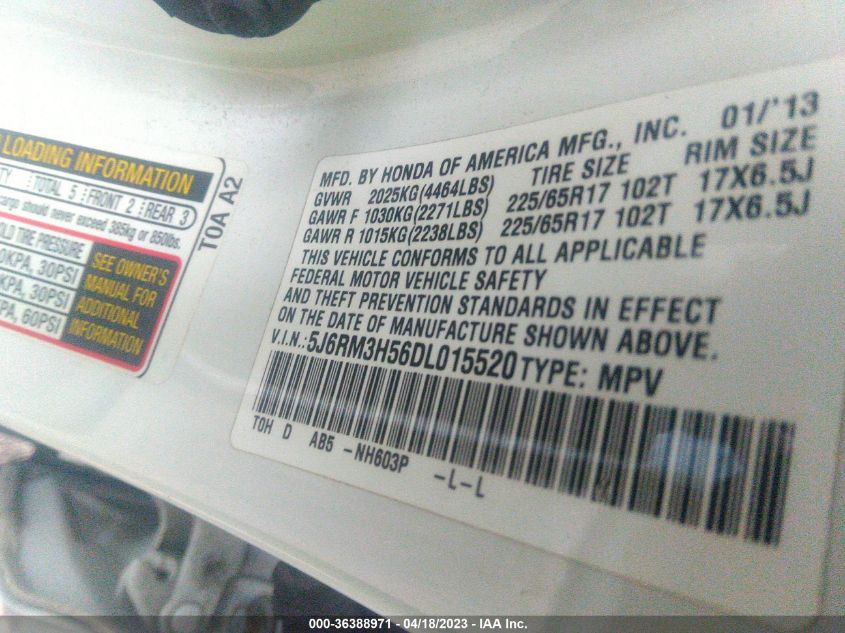 LOADING INFORMATION
TOTAL 5 FRONT 2 REAR 3
cargo should never exceed 385kg or 850lbs.
TIRE PRESSURE
KPA, 30PSI
KPA, 30PSI
KPA, 60PSI
SEE OWNER'S
MANUAL FOR
ADDITIONAL
INFORMATION
T0A A2
MFD. BY HONDA OF AMERICA MFG., INC. 01/'13
GVWR 2025KG(4464LBS) TIRE SIZE RIM SIZE
GAWR F 1030KG(2271LBS) 225/65R17 102T 17X6.5J
GAWR R 1015KG(2238LBS) 225/65R17 102T 17X6.5J
THIS VEHICLE CONFORMS TO ALL APPLICABLE
FEDERAL MOTOR VEHICLE SAFETY
AND THEFT PREVENTION STANDARDS IN EFFECT
ON THE DATE OF MANUFACTURE SHOWN ABOVE.
V.I.N.: 5J6RM3H56DL015520 TYPE: MPV
T0H D AB5 -NH603P -L-L
000-36388971 - 04/18/2023 - IAA Inc.